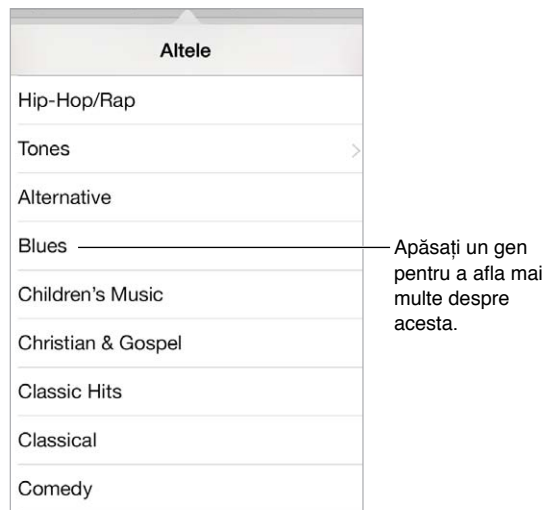 Altele
Hip-Hop/Rap
Tones
Alternative
Blues
Apăsați un gen
pentru a afla mai
multe despre
acesta.
Children's Music
Christian & Gospel
Classic Hits
Classical
Comedy